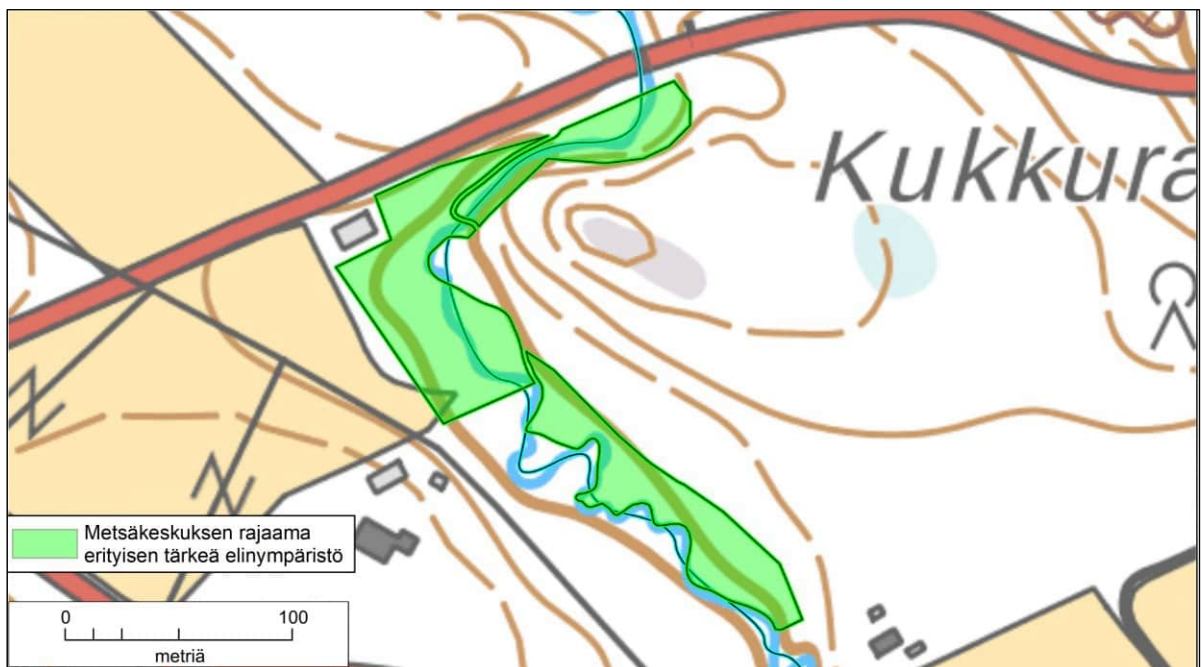 Kukkura
Metsäkeskuksen rajaama
erityisen tärkeä elinympäristö
0 100
metriä